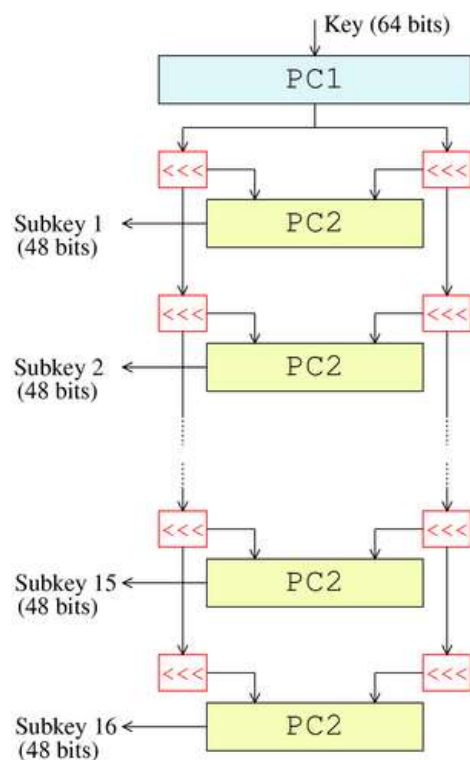 Key (64 bits)
PC1
<<< <<<
Subkey 1
(48 bits)
PC2
<<< <<<
Subkey 2
(48 bits)
PC2
<<< <<<
Subkey 15
(48 bits)
PC2
<<< <<<
Subkey 16
(48 bits)
PC2